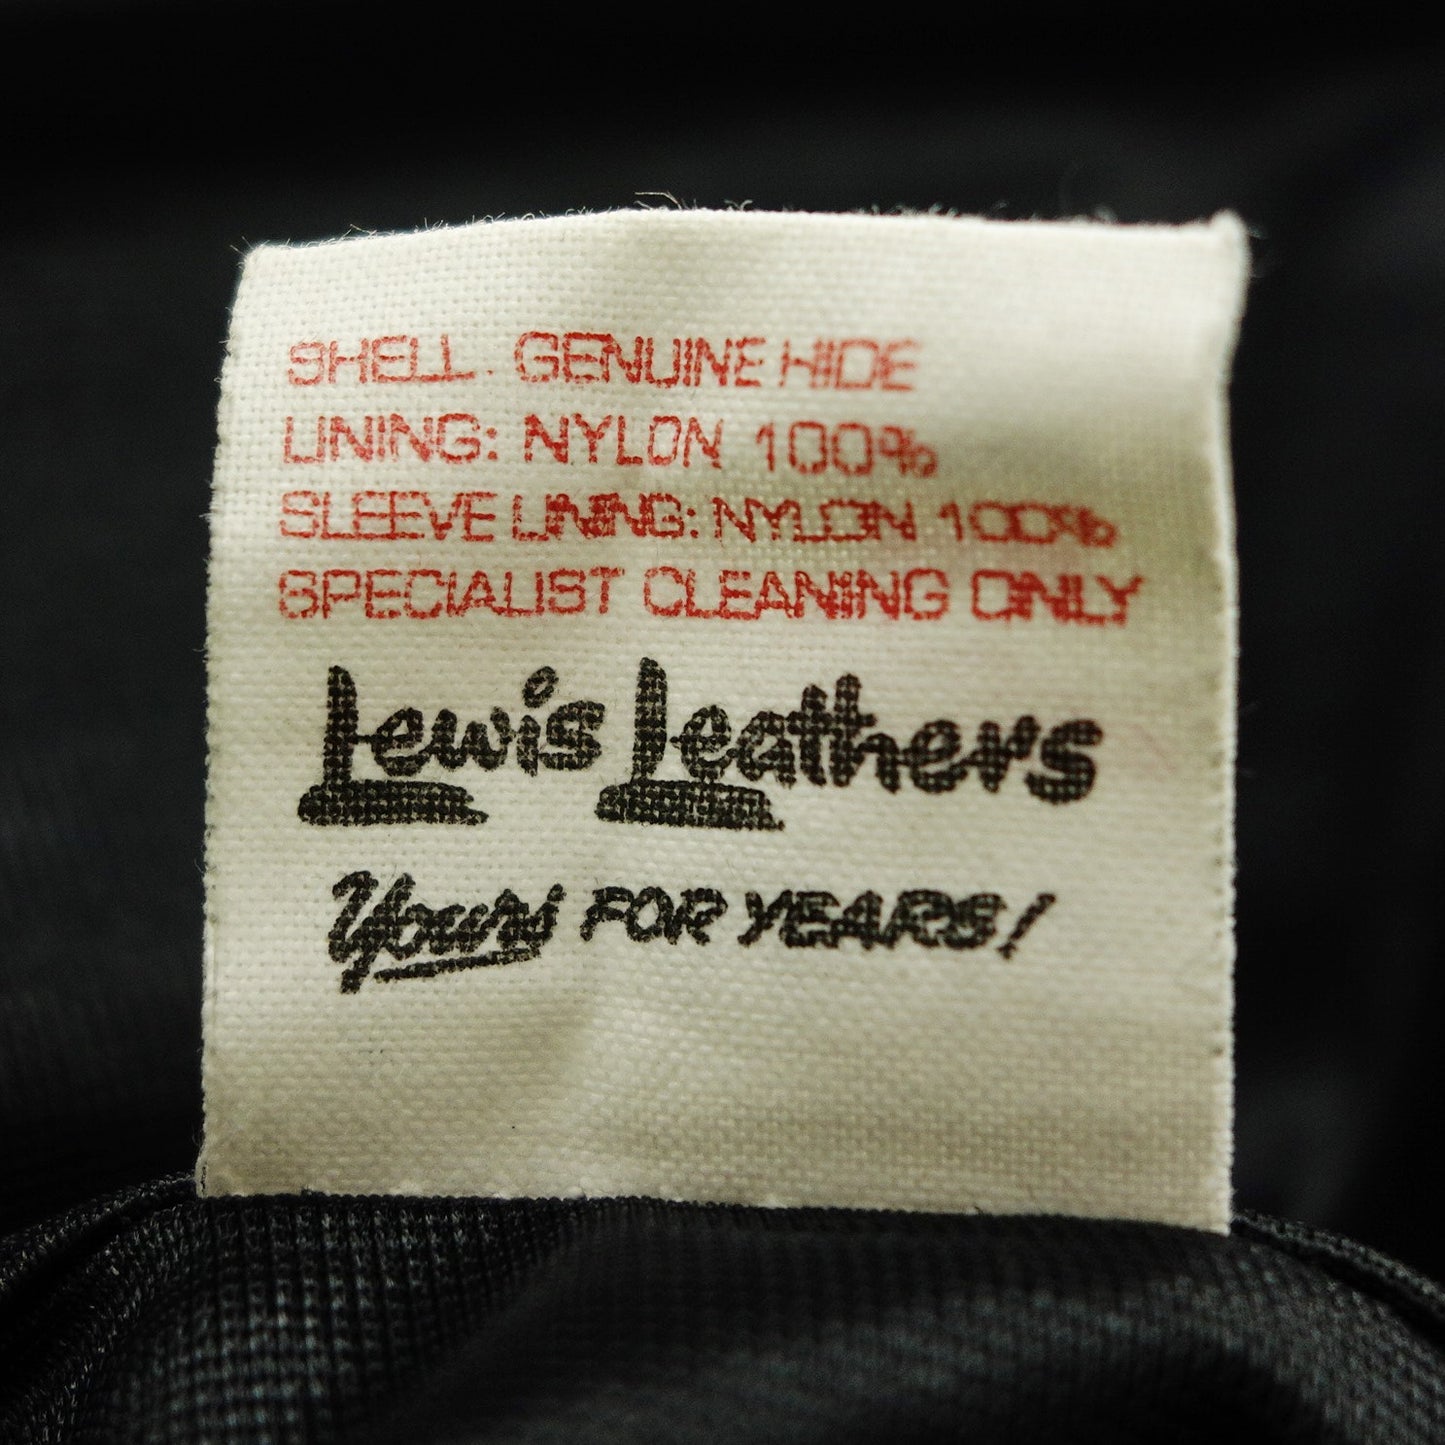 SHELL. GENUINE HIDE
LINING: NYLON 100%
SLEEVE LINING: NYLON 100%
SPECIALIST CLEANING ONLY
Lewis Leathers
Yours FOR YEARS!